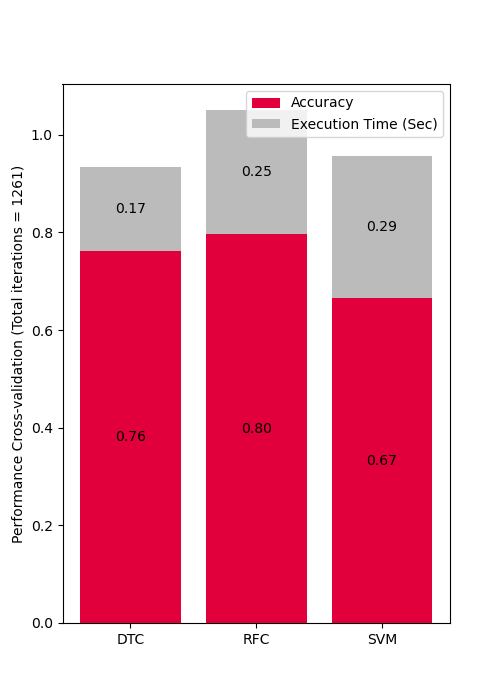 Accuracy
Execution Time (Sec)
Performance Cross-validation (Total iterations = 1261)
1.0
0.8
0.6
0.4
0.2
0.0
0.17
0.25
0.29
0.76
0.80
0.67
DTC
RFC
SVM